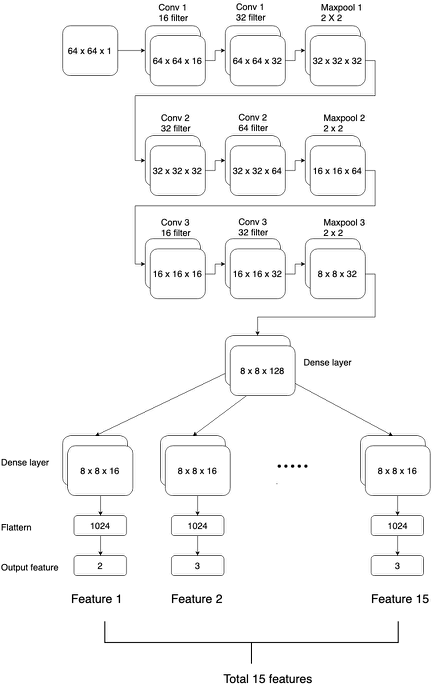 Conv 1
16 filter
Conv 1
32 filter
Maxpool 1
2 X 2
64 x 64 x 1
64 x 64 x 16
64 x 64 x 32
32 x 32 x 32
Conv 2
32 filter
Conv 2
64 filter
Maxpool 2
2 x 2
32 x 32 x 32
32 x 32 x 64
16 x 16 x 64
Conv 3
16 filter
Conv 3
32 filter
Maxpool 3
2 x 2
16 x 16 x 16
16 x 16 x 32
8 x 8 x 32
8 x 8 x 128
Dense layer
Dense layer
8 x 8 x 16
8 x 8 x 16
8 x 8 x 16
Flattern
1024
1024
1024
Output feature
2
3
3
Feature 1
Feature 2
Feature 15
Total 15 features